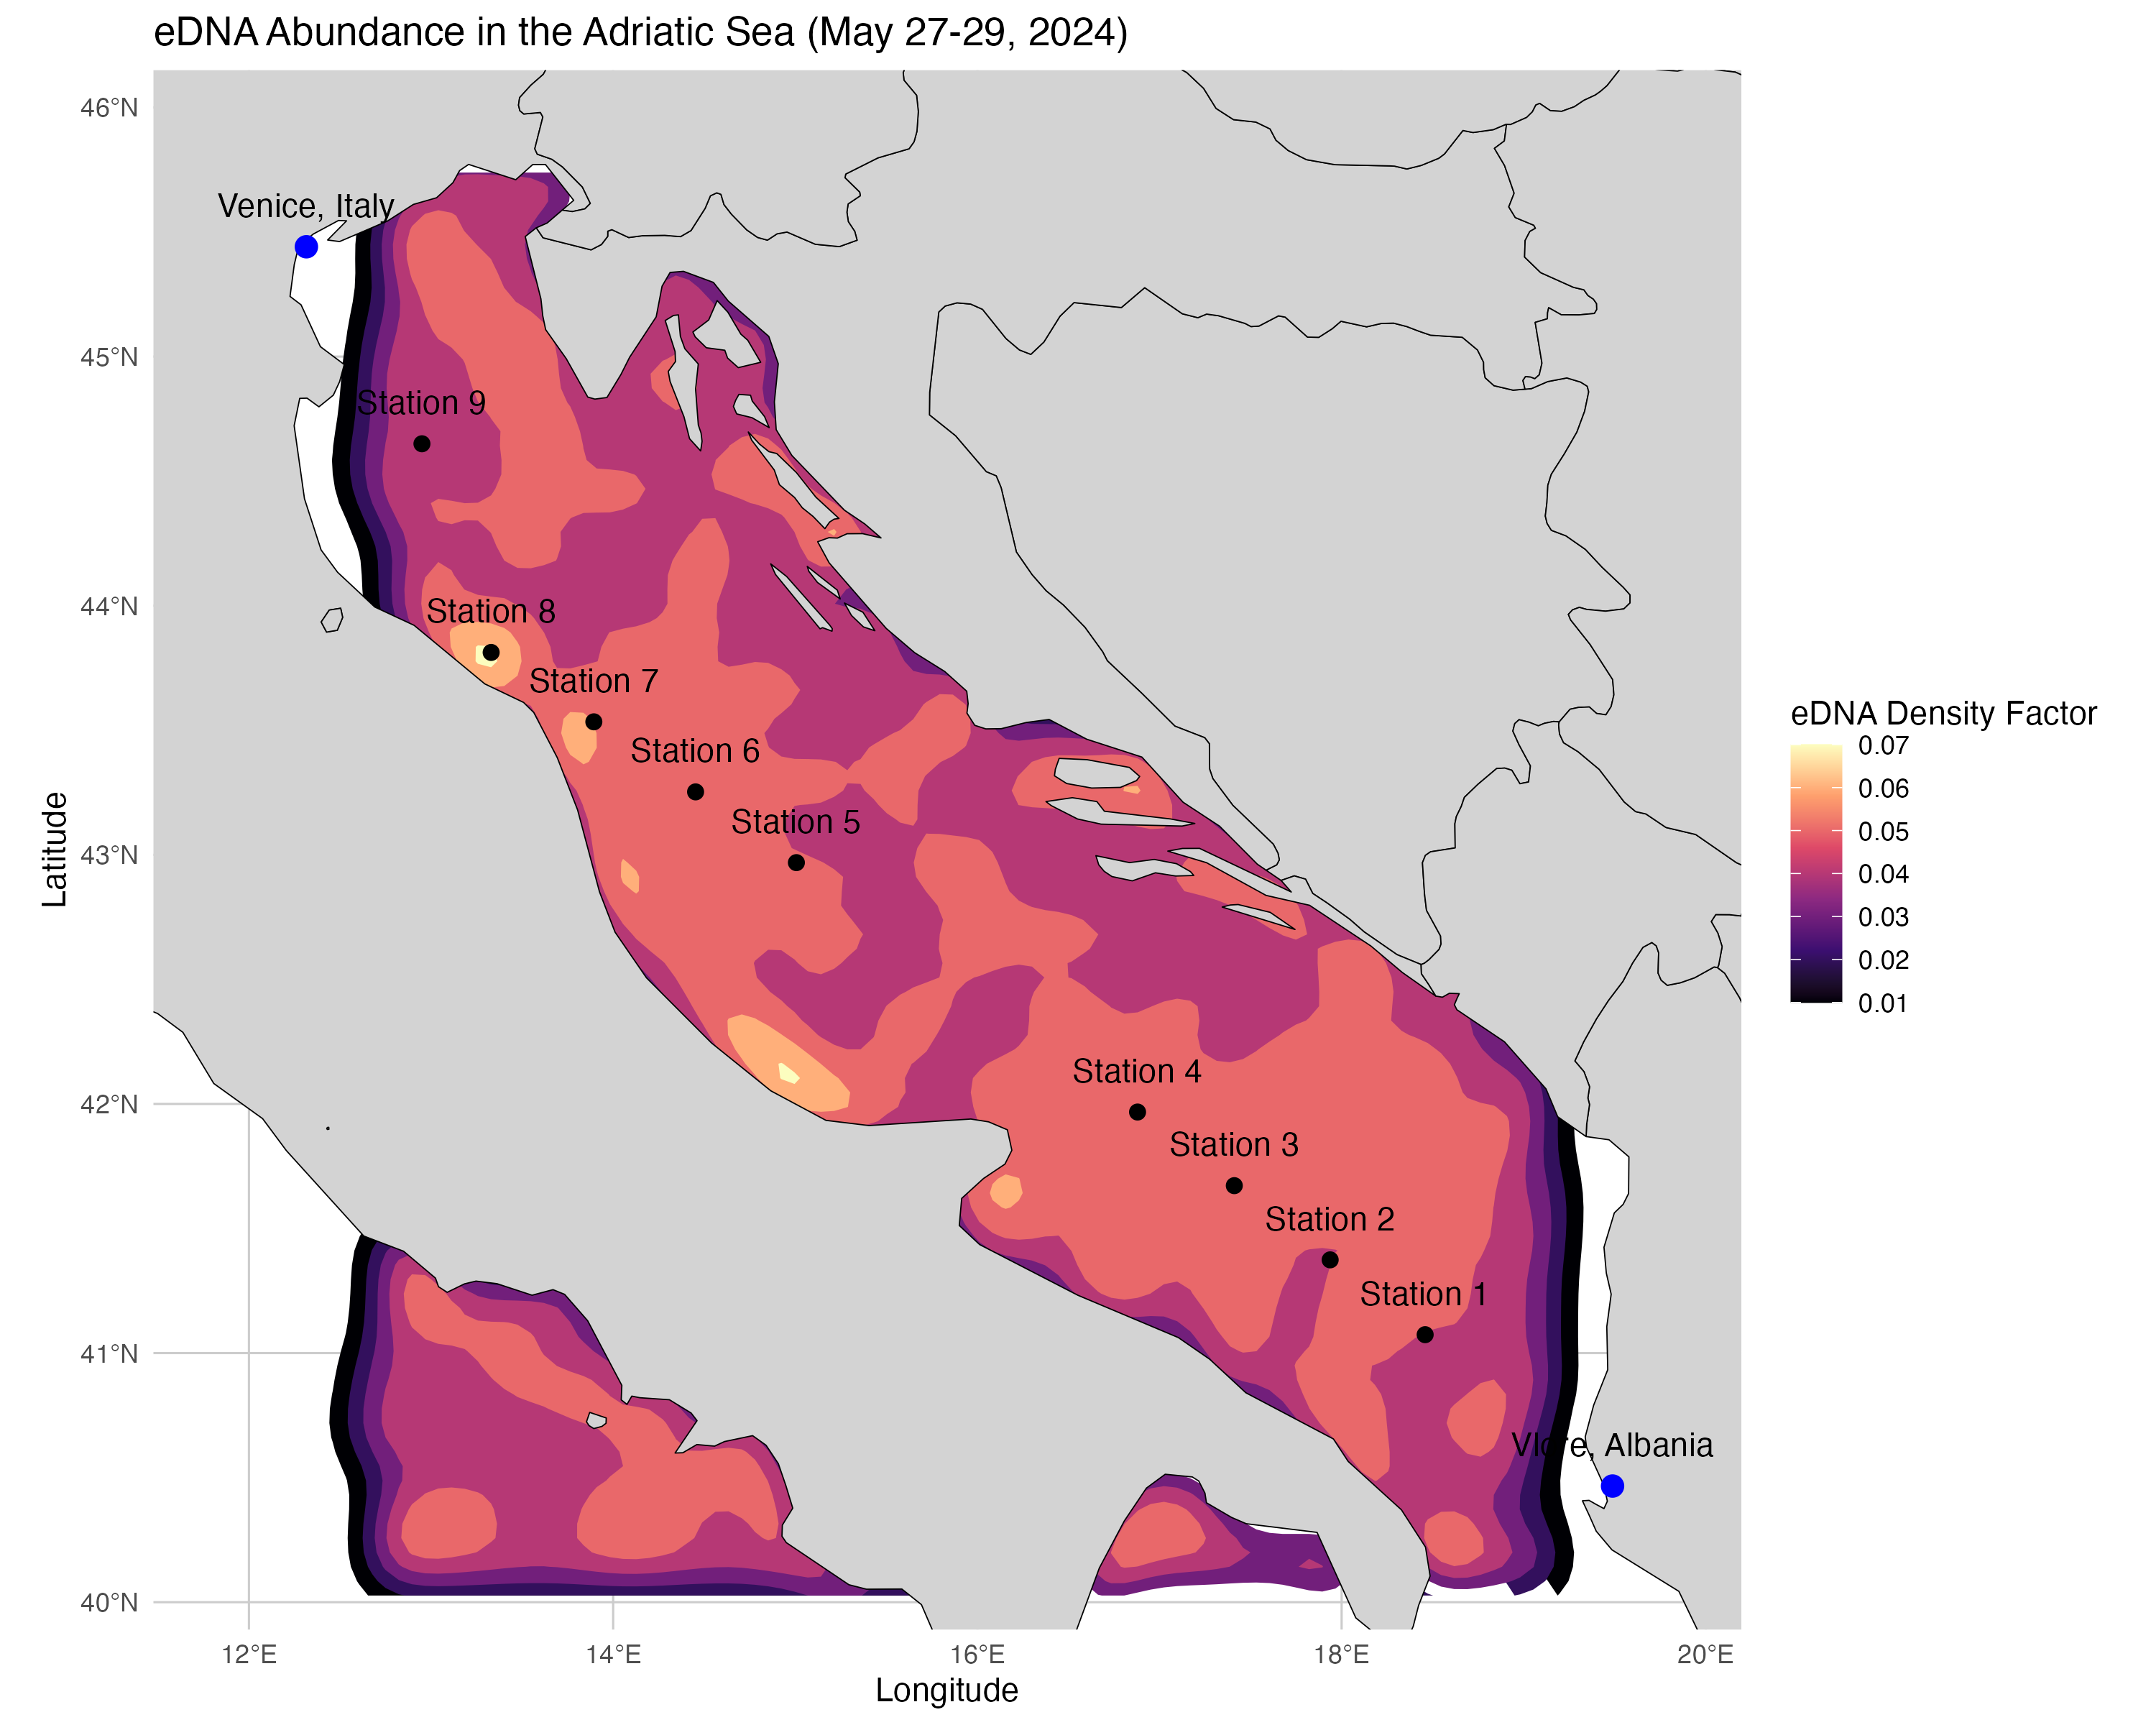 eDNA Abundance in the Adriatic Sea (May 27-29, 2024)
46°N
Venice, Italy
45°N
Station 9
44°N
Station 8
Station 7
Station 6
Station 5
43°N
42°N
Station 4
Station 3
Station 2
Station 1
41°N
Vlore, Albania
40°N
12°E
14°E
16°E
18°E
20°E
Longitude
Latitude
eDNA Density Factor
0.07
0.06
0.05
0.04
0.03
0.02
0.01